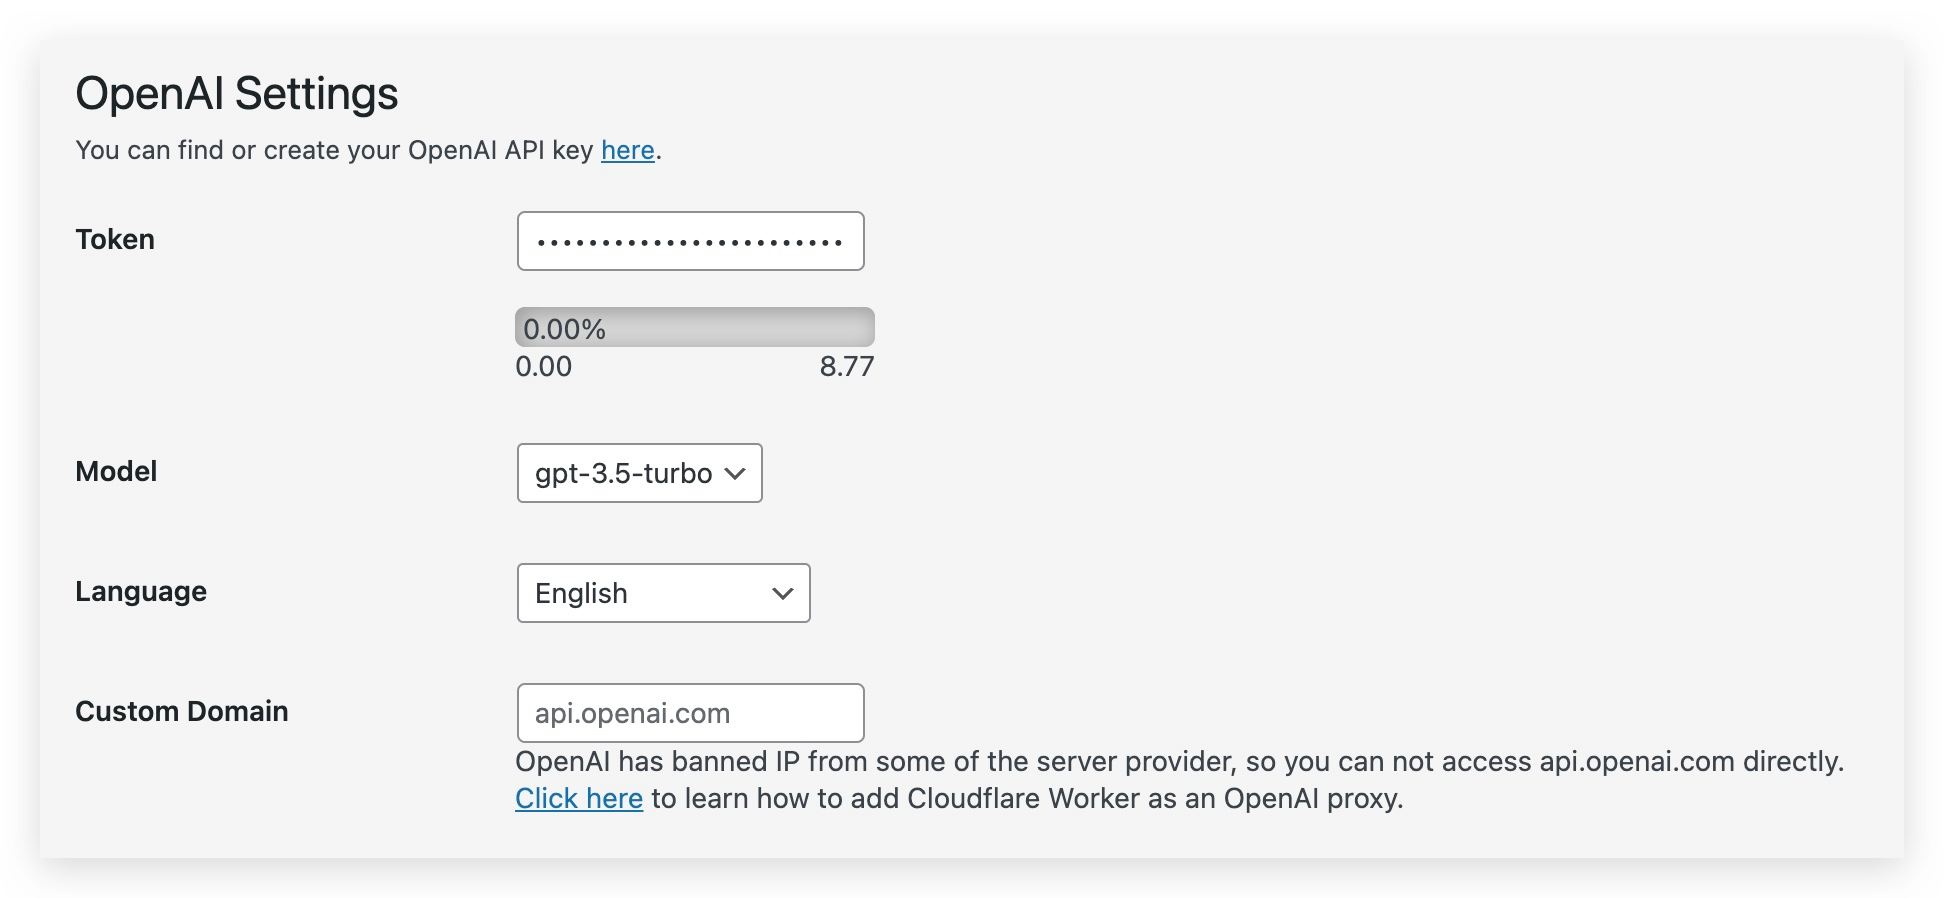 OpenAI Settings
You can find or create your OpenAI API key here.
Token
••••••••••••••••••••••••
0.00%
0.00 8.77
Model
gpt-3.5-turbo
Language
English
Custom Domain
api.openai.com
OpenAI has banned IP from some of the server provider, so you can not access api.openai.com directly.
Click here to learn how to add Cloudflare Worker as an OpenAI proxy.